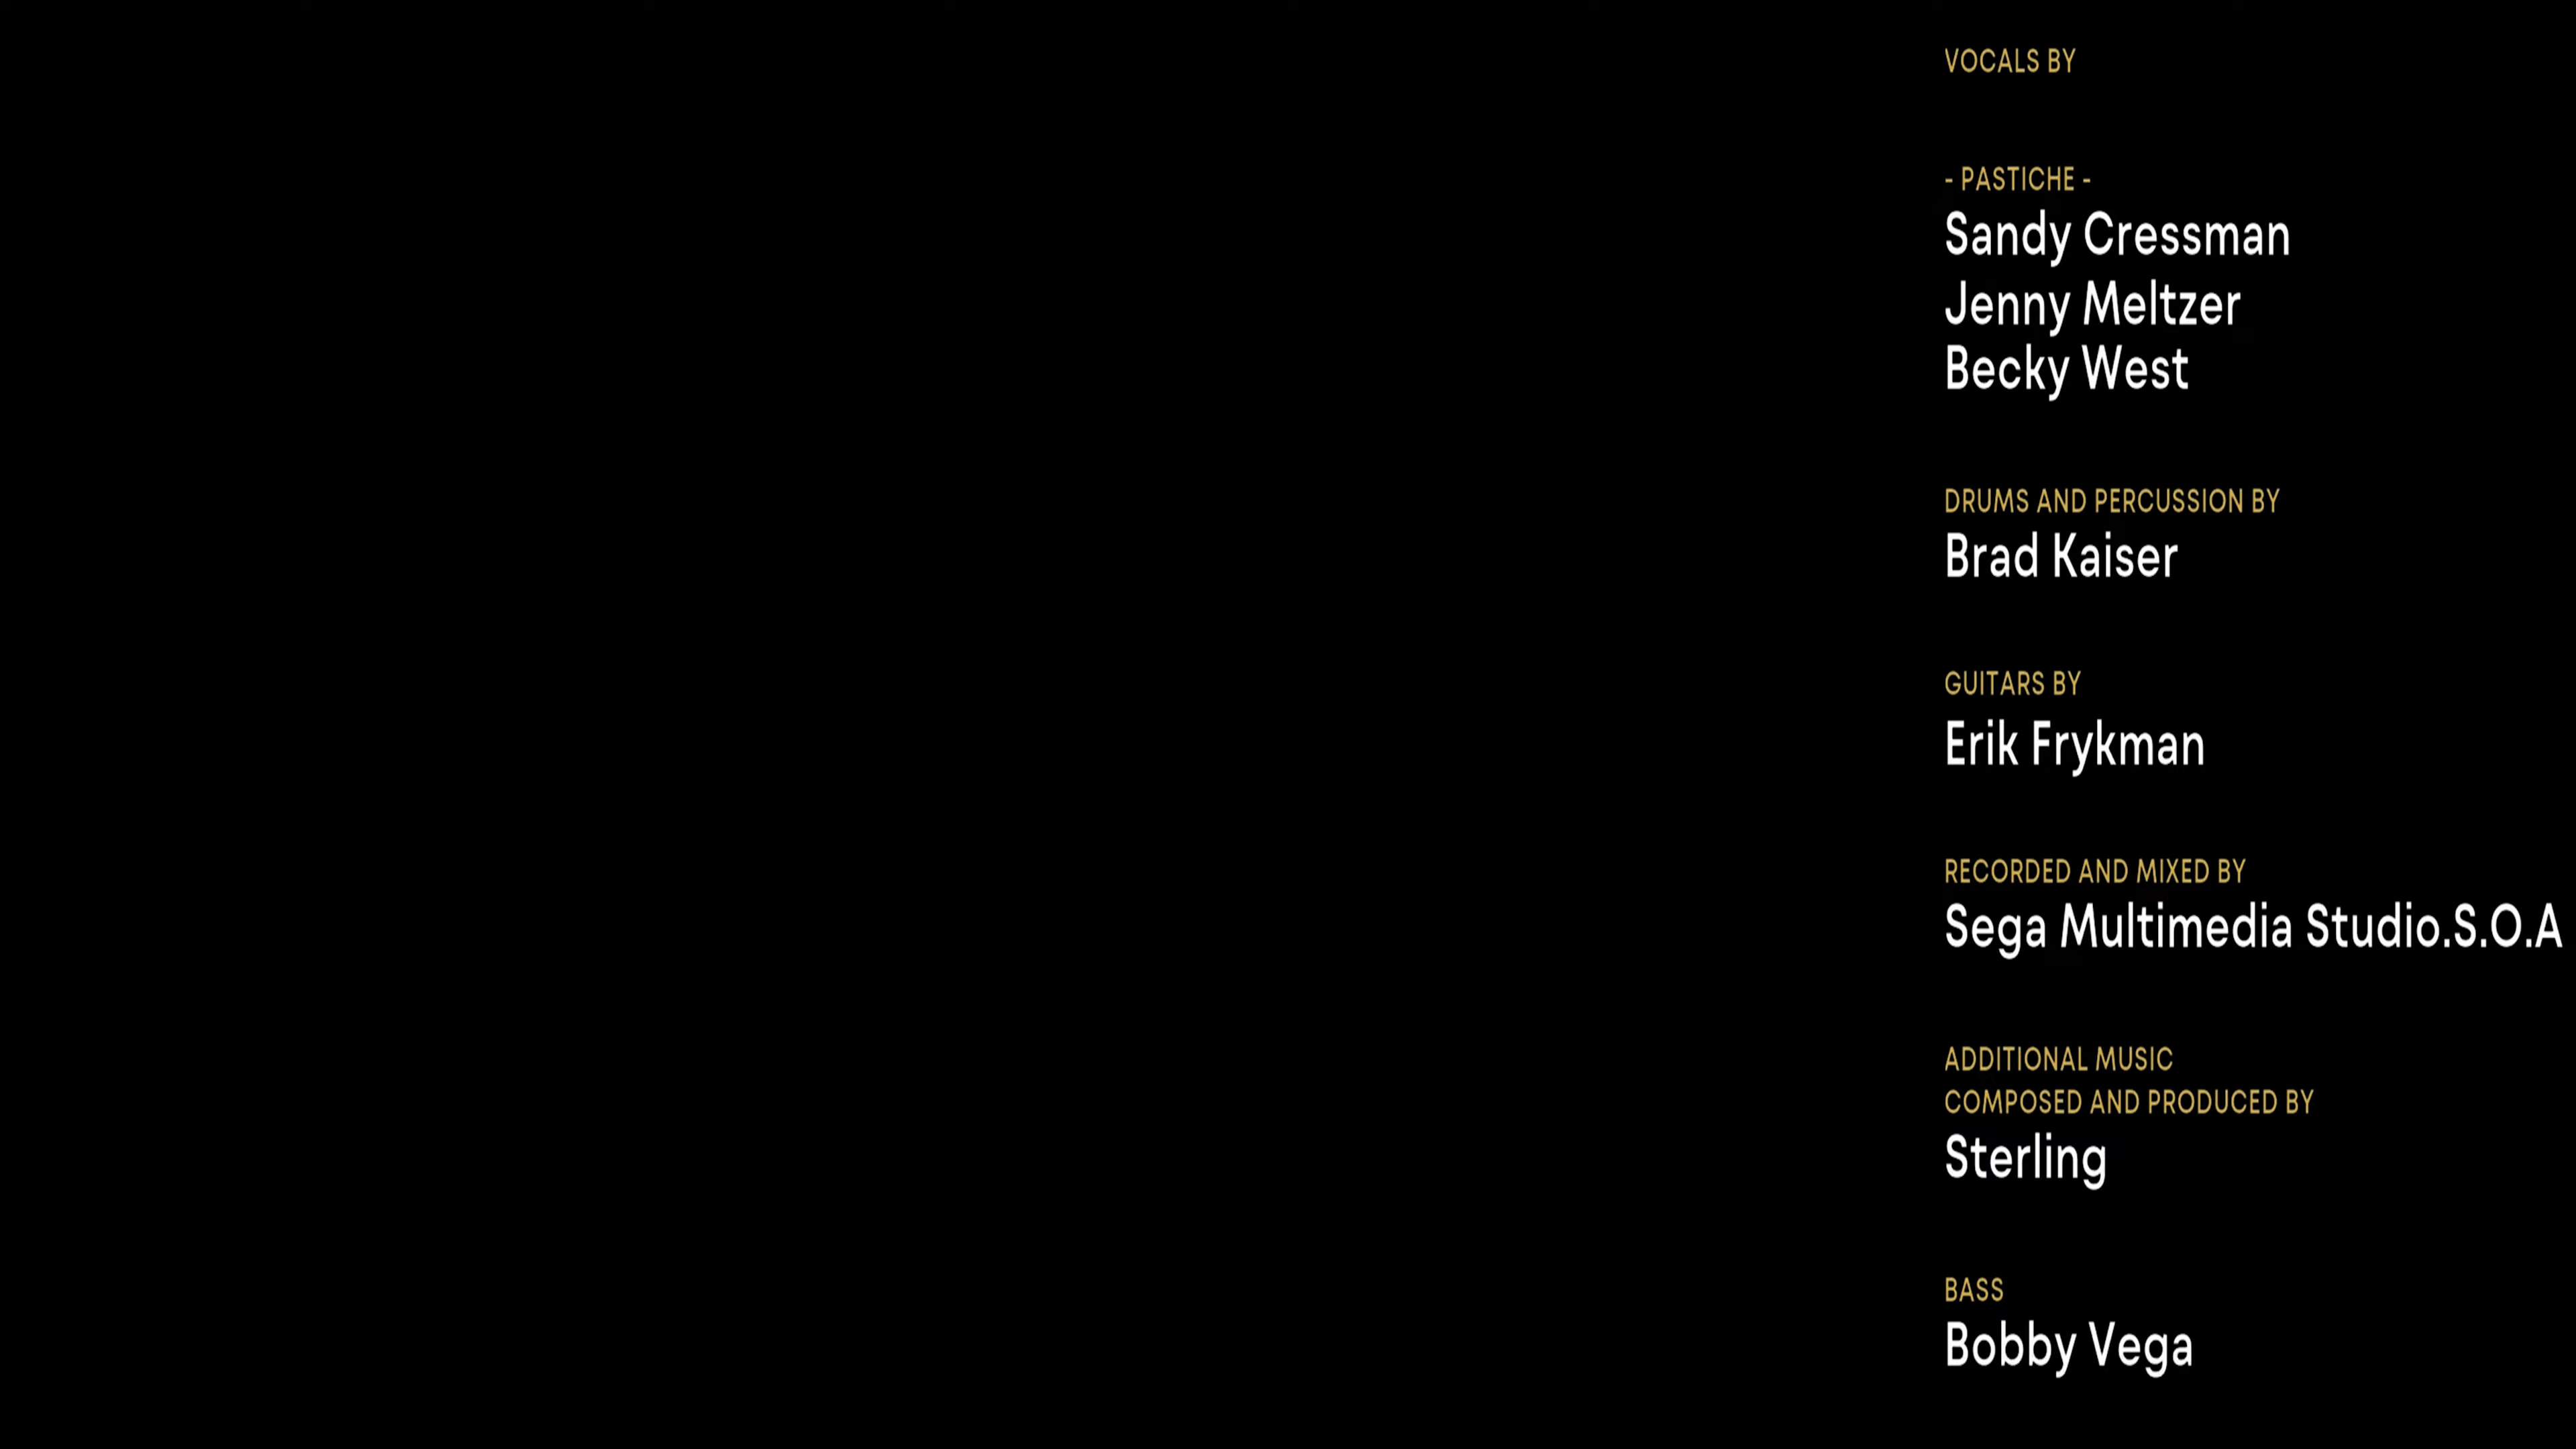 VOCALS BY
- PASTICHE -
Sandy Cressman
Jenny Meltzer
Becky West
DRUMS AND PERCUSSION BY
Brad Kaiser
GUITARS BY
Erik Frykman
RECORDED AND MIXED BY
Sega Multimedia Studio.S.O.A
ADDITIONAL MUSIC
COMPOSED AND PRODUCED BY
Sterling
BASS
Bobby Vega